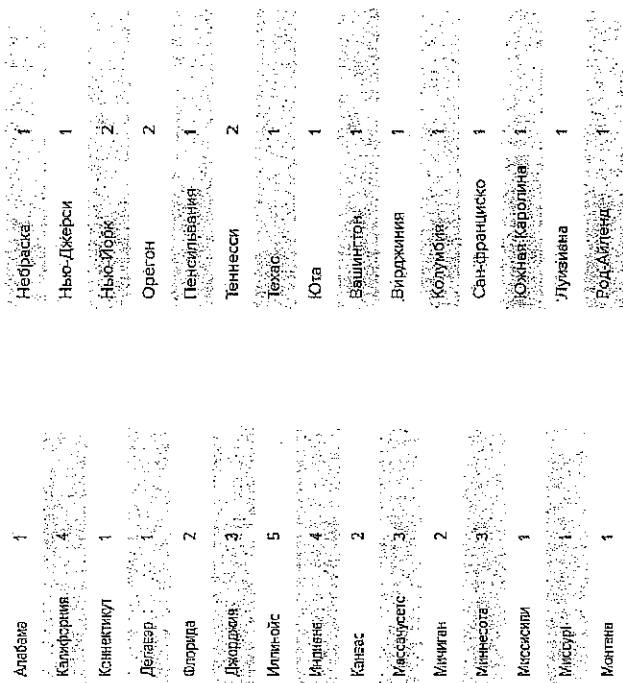 Алабама 1
Калифорния 4
Коннектикут 1
Делавэр 1
Флорида 2
Джорджия 3
Иллинойс 5
Индиана 4
Канзас 2
Массачусетс 3
Мичиган 2
Миннесота 3
Миссисипи 1
Миссури 1
Монтана 1
Небраска 1
Нью-Джерси 1
Нью-Йорк 2
Орегон 2
Пенсильвания 1
Теннесси 2
Техас 1
Юта 1
Вашингтон 1
Вирджиния 1
Колумбия 1
Сан-франциско 1
Южная Каролина 1
Луизиана 1
Род-Айленд 1